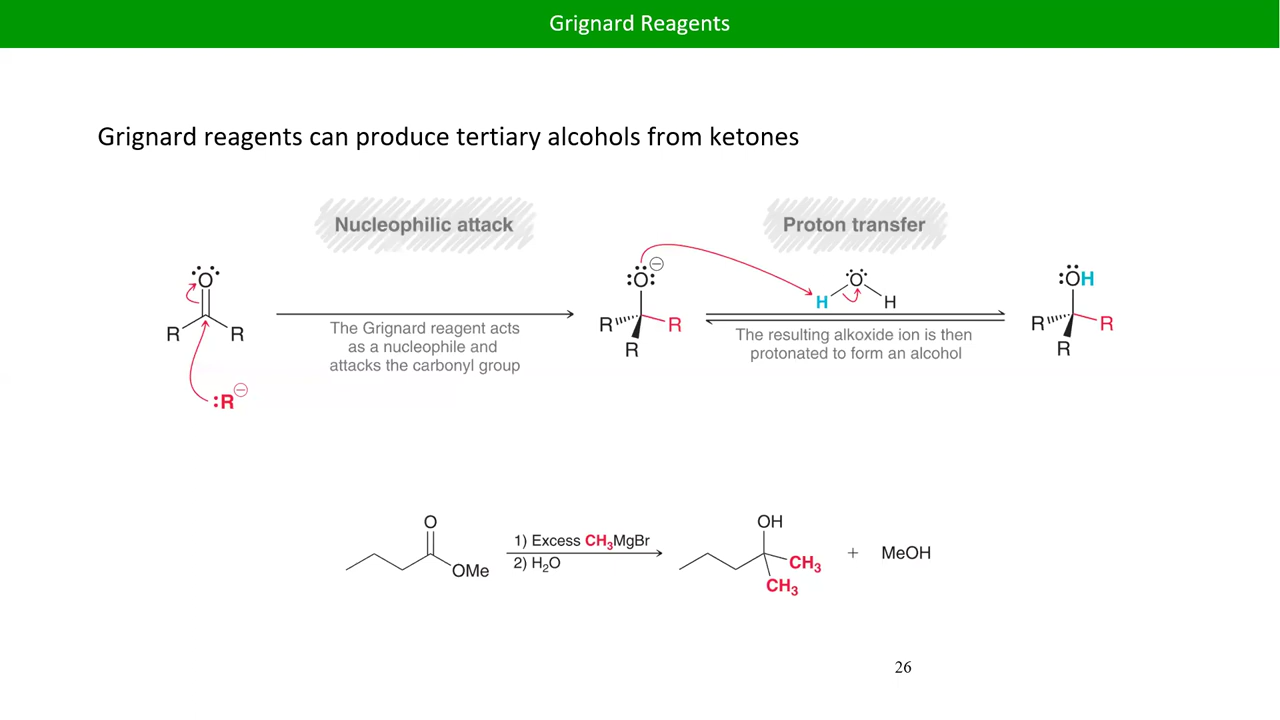 Grignard Reagents
Grignard reagents can produce tertiary alcohols from ketones
Nucleophilic attack
Proton transfer
O
R R
:R⊖
The Grignard reagent acts
as a nucleophile and
attacks the carbonyl group
:O: ⊖
R R
R
O
H H
The resulting alkoxide ion is then
protonated to form an alcohol
:OH
R R
R
O
OMe
1) Excess CH₃MgBr
2) H₂O
OH
CH₃
CH₃
+ MeOH
26